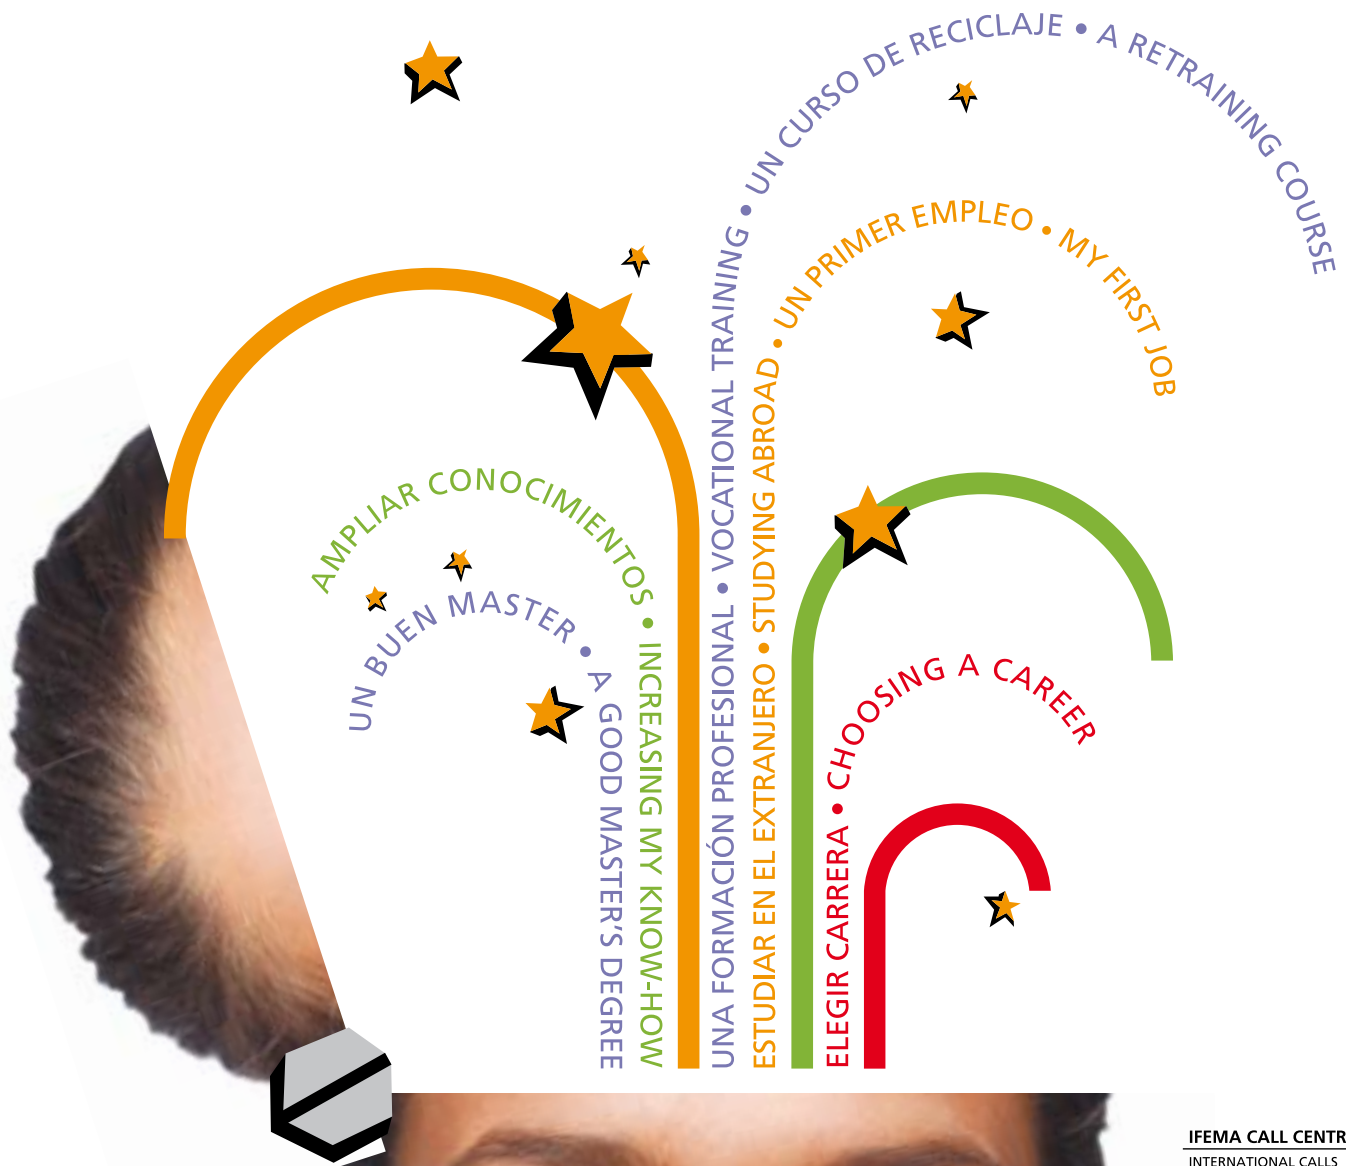 UN BUEN MASTER • A GOOD MASTER'S DEGREE
AMPLIAR CONOCIMIENTOS • INCREASING MY KNOW-HOW
UNA FORMACIÓN PROFESIONAL • VOCATIONAL TRAINING • UN CURSO DE RECICLAJE • A RETRAINING COURSE
ESTUDIAR EN EL EXTRANJERO • STUDYING ABROAD • UN PRIMER EMPLEO • MY FIRST JOB
ELEGIR CARRERA • CHOOSING A CAREER
IFEMA CALL CENTR
INTERNATIONAL CALLS